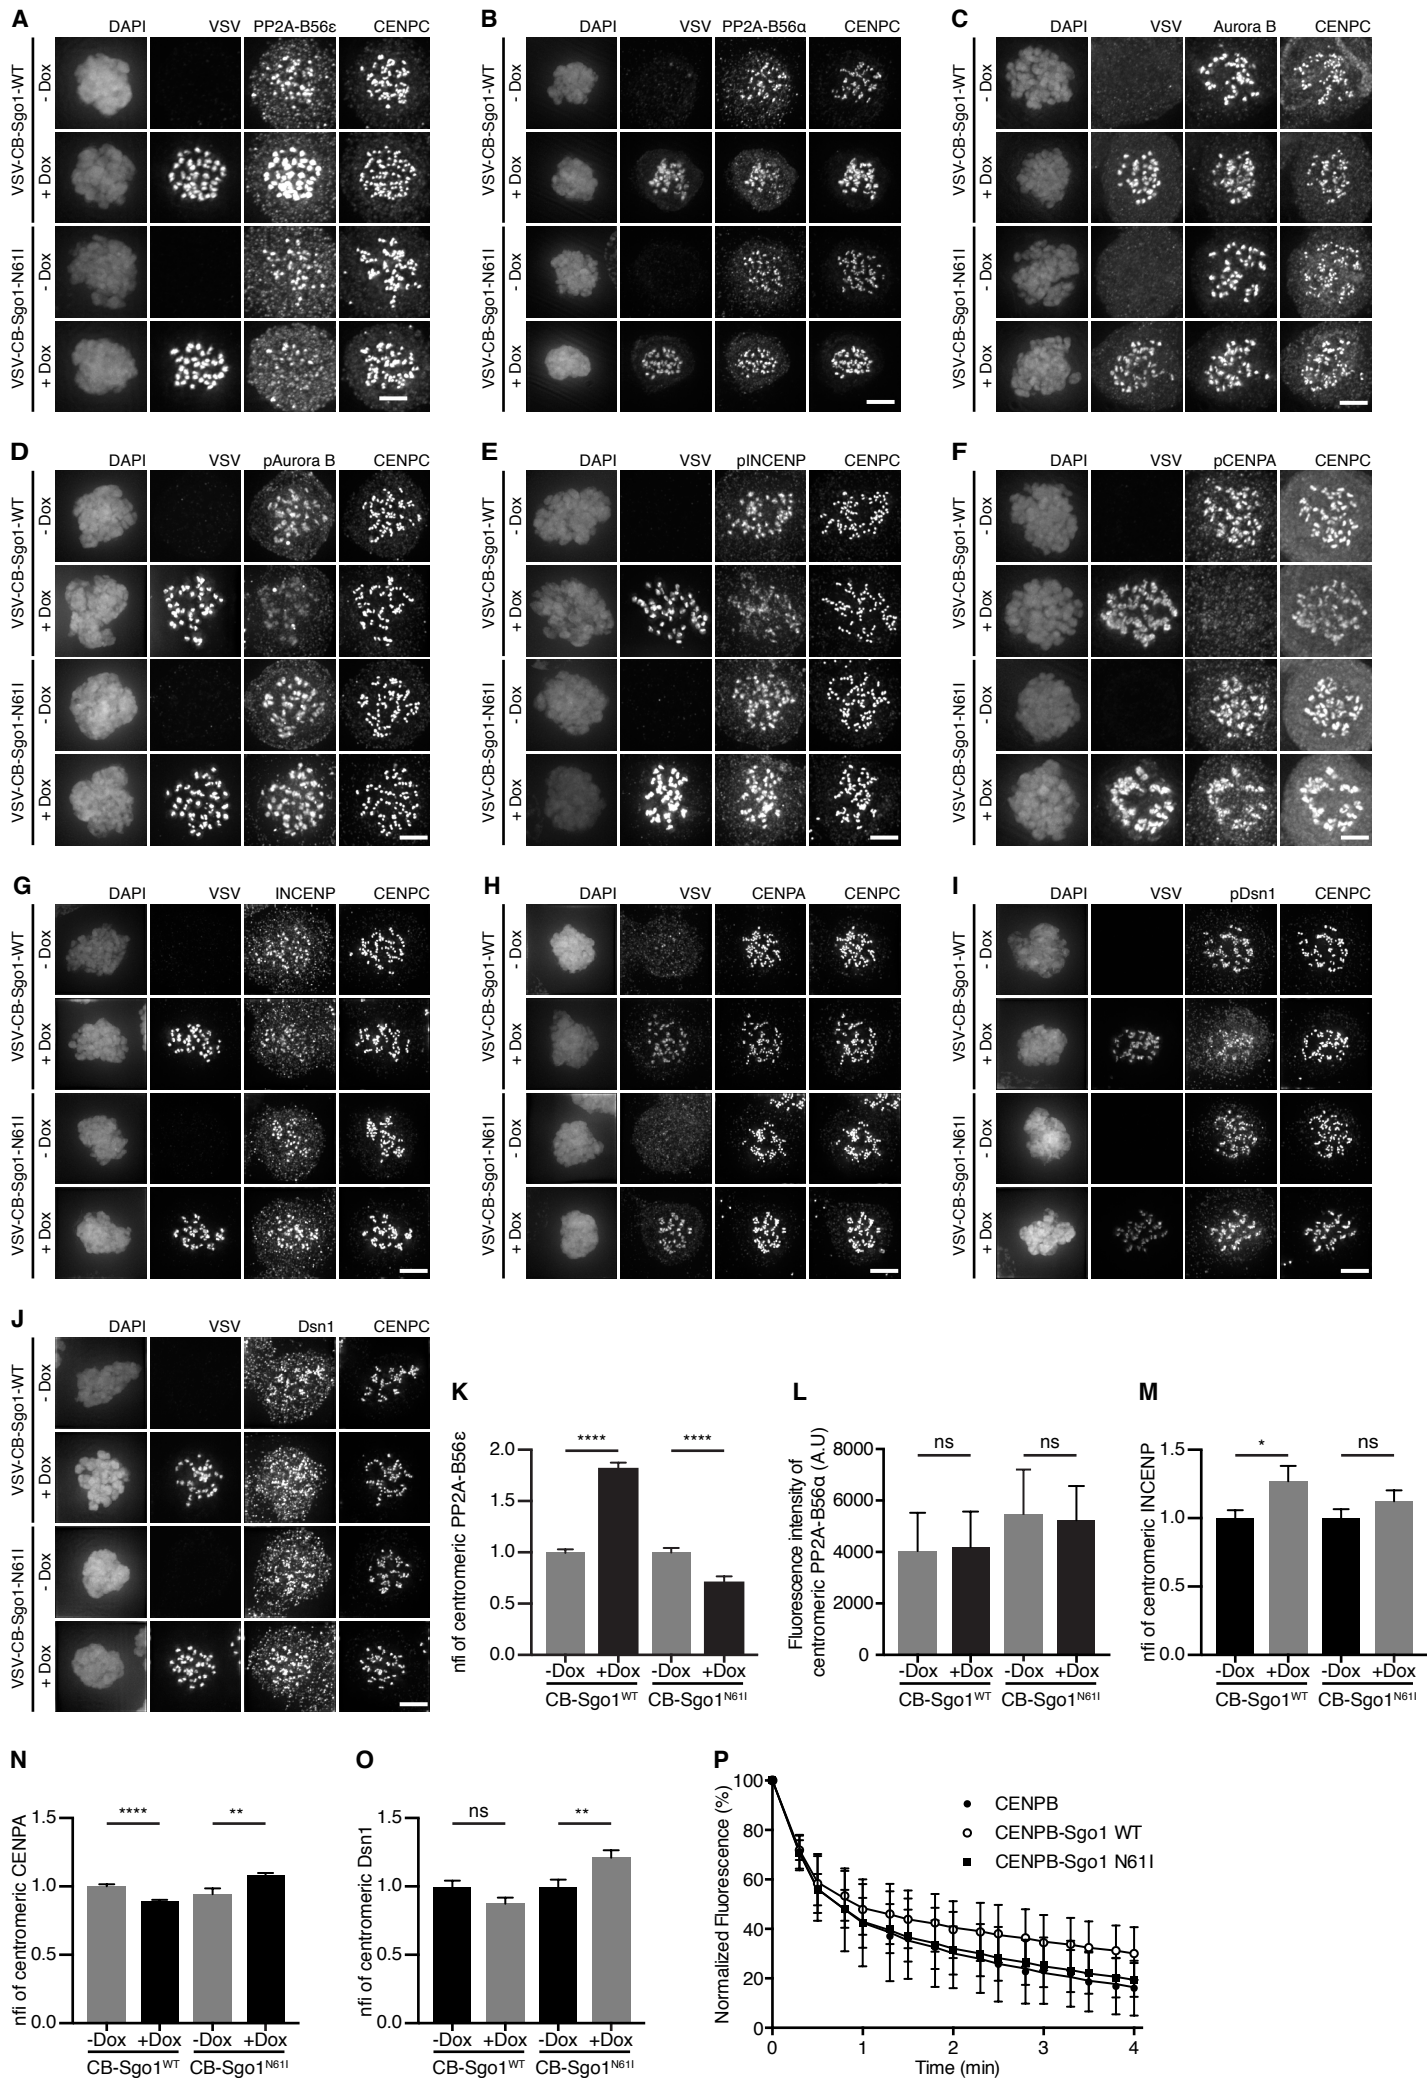 A
DAPI VSV PP2A-B56ε CENPC
VSV-CB-Sgo1-WT
- Dox
+ Dox
VSV-CB-Sgo1-N61I
- Dox
+ Dox
B
DAPI VSV PP2A-B56α CENPC
VSV-CB-Sgo1-WT
- Dox
+ Dox
VSV-CB-Sgo1-N61I
- Dox
+ Dox
C
DAPI VSV Aurora B CENPC
VSV-CB-Sgo1-WT
- Dox
+ Dox
VSV-CB-Sgo1-N61I
- Dox
+ Dox
D
DAPI VSV pAurora B CENPC
VSV-CB-Sgo1-WT
- Dox
+ Dox
VSV-CB-Sgo1-N61I
- Dox
+ Dox
E
DAPI VSV pINCENP CENPC
VSV-CB-Sgo1-WT
- Dox
+ Dox
VSV-CB-Sgo1-N61I
- Dox
+ Dox
F
DAPI VSV pCENPA CENPC
VSV-CB-Sgo1-WT
- Dox
+ Dox
VSV-CB-Sgo1-N61I
- Dox
+ Dox
G
DAPI VSV INCENP CENPC
VSV-CB-Sgo1-WT
- Dox
+ Dox
VSV-CB-Sgo1-N61I
- Dox
+ Dox
H
DAPI VSV CENPA CENPC
VSV-CB-Sgo1-WT
- Dox
+ Dox
VSV-CB-Sgo1-N61I
- Dox
+ Dox
I
DAPI VSV pDsn1 CENPC
VSV-CB-Sgo1-WT
- Dox
+ Dox
VSV-CB-Sgo1-N61I
- Dox
+ Dox
J
DAPI VSV Dsn1 CENPC
VSV-CB-Sgo1-WT
- Dox
+ Dox
VSV-CB-Sgo1-N61I
- Dox
+ Dox
K
nfi of centromeric PP2A-B56ε
2.0
1.5
1.0
0.5
0.0
**** ****
-Dox +Dox -Dox +Dox
CB-Sgo1WT CB-Sgo1N61I
L
Fluorescence intensity of
centromeric PP2A-B56α (A.U)
8000
6000
4000
2000
0
ns ns
-Dox +Dox -Dox +Dox
CB-Sgo1WT CB-Sgo1N61I
M
nfi of centromeric INCENP
1.5
1.0
0.5
0.0
* ns
-Dox +Dox -Dox +Dox
CB-Sgo1WT CB-Sgo1N61I
N
nfi of centromeric CENPA
1.5
1.0
0.5
0.0
**** **
-Dox +Dox -Dox +Dox
CB-Sgo1WT CB-Sgo1N61I
O
nfi of centromeric Dsn1
1.5
1.0
0.5
0.0
ns **
-Dox +Dox -Dox +Dox
CB-Sgo1WT CB-Sgo1N61I
P
Normalized Fluorescence (%)
100
80
60
40
20
0
CENPB
CENPB-Sgo1 WT
CENPB-Sgo1 N61I
0 1 2 3 4
Time (min)